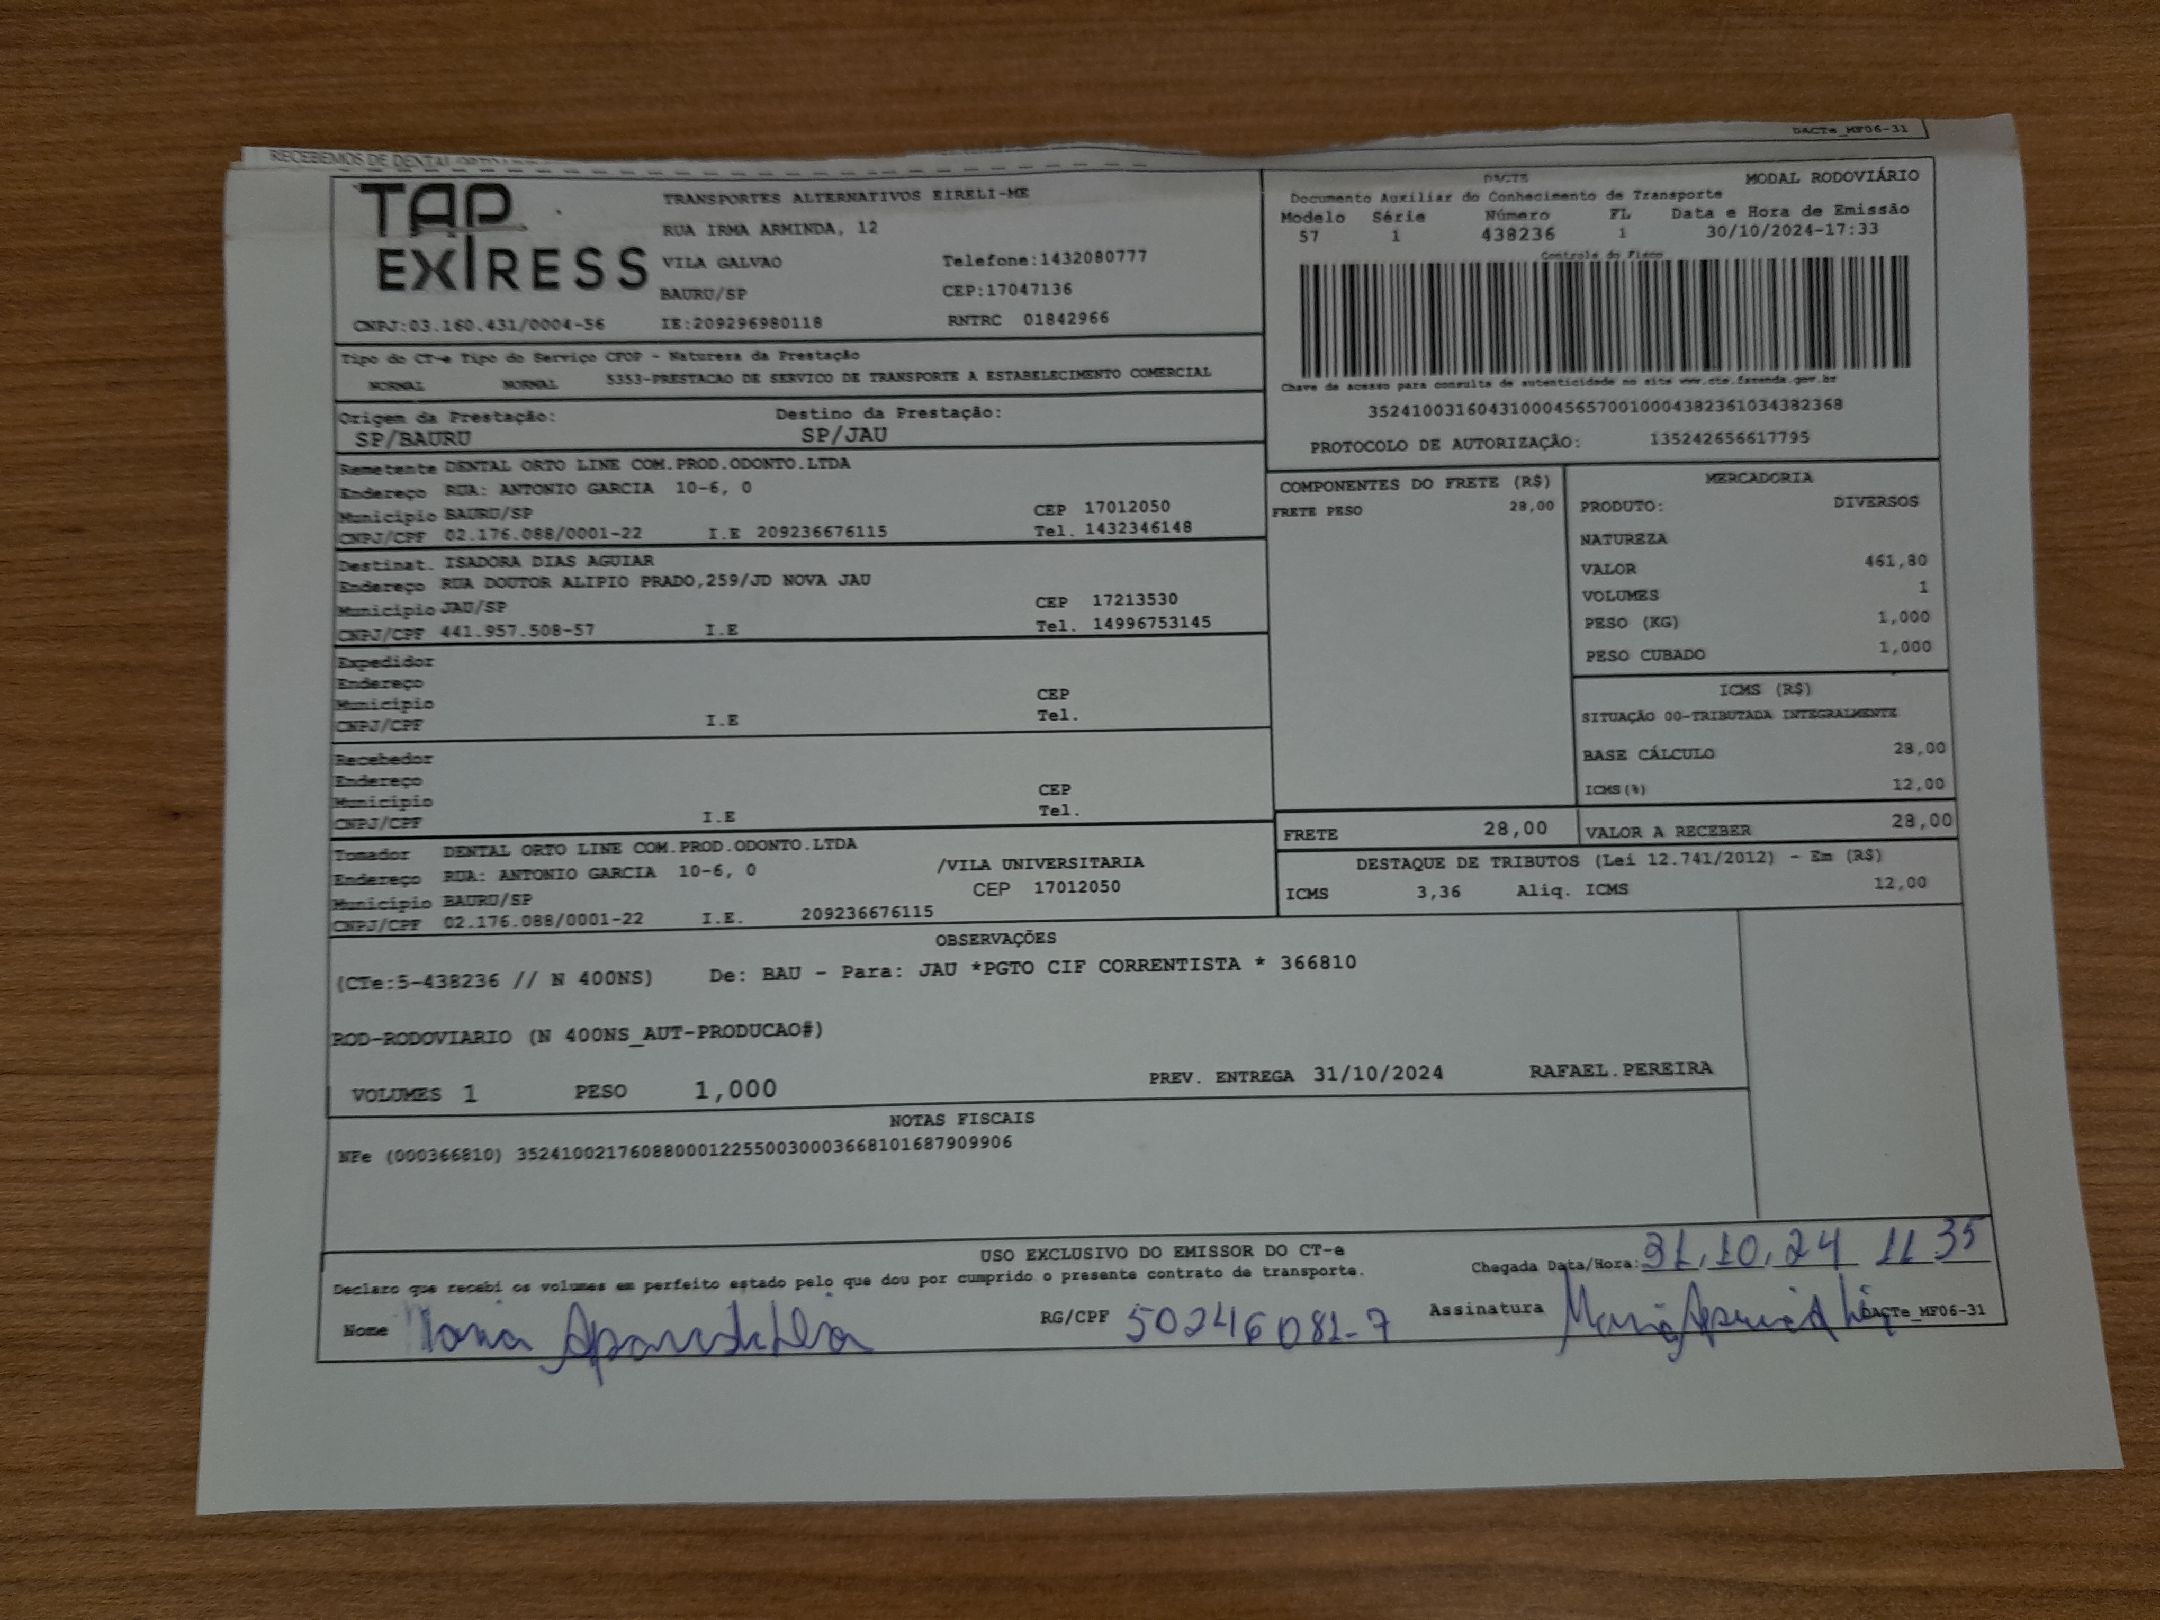 RECEBEMOS DE DENTAL ORTO
DACTe_MF06-31
TAP
EXPRESS
TRANSPORTES ALTERNATIVOS EIRELI-ME
RUA IRMA ARMINDA, 12
VILA GALVAO Telefone:1432080777
BAURU/SP CEP:17047136
CNPJ:03.160.431/0004-56 IE:209296980118 RNTRC 01842966
DACTE MODAL RODOVIÁRIO
Documento Auxiliar do Conhecimento de Transporte
Modelo Série Número FL Data e Hora de Emissão
57 1 438236 1 30/10/2024-17:33
Controle do Fisco
Chave de acesso para consulta de autenticidade no site www.cte.fazenda.gov.br
35241003160431000456570010004382361034382368
PROTOCOLO DE AUTORIZAÇÃO: 135242656617795
Tipo do CT-e Tipo do Serviço CFOP - Natureza da Prestação
NORMAL NORMAL 5353-PRESTACAO DE SERVICO DE TRANSPORTE A ESTABELECIMENTO COMERCIAL
Origem da Prestação: Destino da Prestação:
SP/BAURU SP/JAU
Remetente DENTAL ORTO LINE COM.PROD.ODONTO.LTDA
Endereço RUA: ANTONIO GARCIA 10-6, 0
Município BAURU/SP CEP 17012050
CNPJ/CPF 02.176.088/0001-22 I.E 209236676115 Tel. 1432346148
Destinat. ISADORA DIAS AGUIAR
Endereço RUA DOUTOR ALIPIO PRADO,259/JD NOVA JAU
Município JAU/SP CEP 17213530
CNPJ/CPF 441.957.508-57 I.E Tel. 14996753145
Expedidor
Endereço
Município CEP
CNPJ/CPF I.E Tel.
Recebedor
Endereço
Município CEP
CNPJ/CPF I.E Tel.
Tomador DENTAL ORTO LINE COM.PROD.ODONTO.LTDA
Endereço RUA: ANTONIO GARCIA 10-6, 0 /VILA UNIVERSITARIA
Município BAURU/SP CEP 17012050
CNPJ/CPF 02.176.088/0001-22 I.E. 209236676115
COMPONENTES DO FRETE (R$)
FRETE PESO 28,00
MERCADORIA
PRODUTO: DIVERSOS
NATUREZA
VALOR 461,80
VOLUMES 1
PESO (KG) 1,000
PESO CUBADO 1,000
ICMS (R$)
SITUAÇÃO 00-TRIBUTADA INTEGRALMENTE
BASE CÁLCULO 28,00
ICMS(%) 12,00
FRETE 28,00 VALOR A RECEBER 28,00
DESTAQUE DE TRIBUTOS (Lei 12.741/2012) - Em (R$)
ICMS 3,36 Aliq. ICMS 12,00
OBSERVAÇÕES
(CTe:5-438236 // N 400NS) De: BAU - Para: JAU *PGTO CIF CORRENTISTA * 366810
ROD-RODOVIARIO (N 400NS_AUT-PRODUCAO#)
VOLUMES 1 PESO 1,000 PREV. ENTREGA 31/10/2024 RAFAEL.PEREIRA
NOTAS FISCAIS
NFe (000366810) 35241002176088000122550030003668101687909906
USO EXCLUSIVO DO EMISSOR DO CT-e
Declaro que recebi os volumes em perfeito estado pelo que dou por cumprido o presente contrato de transporte.
Chegada Data/Hora: 31.10.24 11 35
Nome Maria Aparecida RG/CPF 50246081-7 Assinatura Maria Aparecida
DACTe_MF06-31